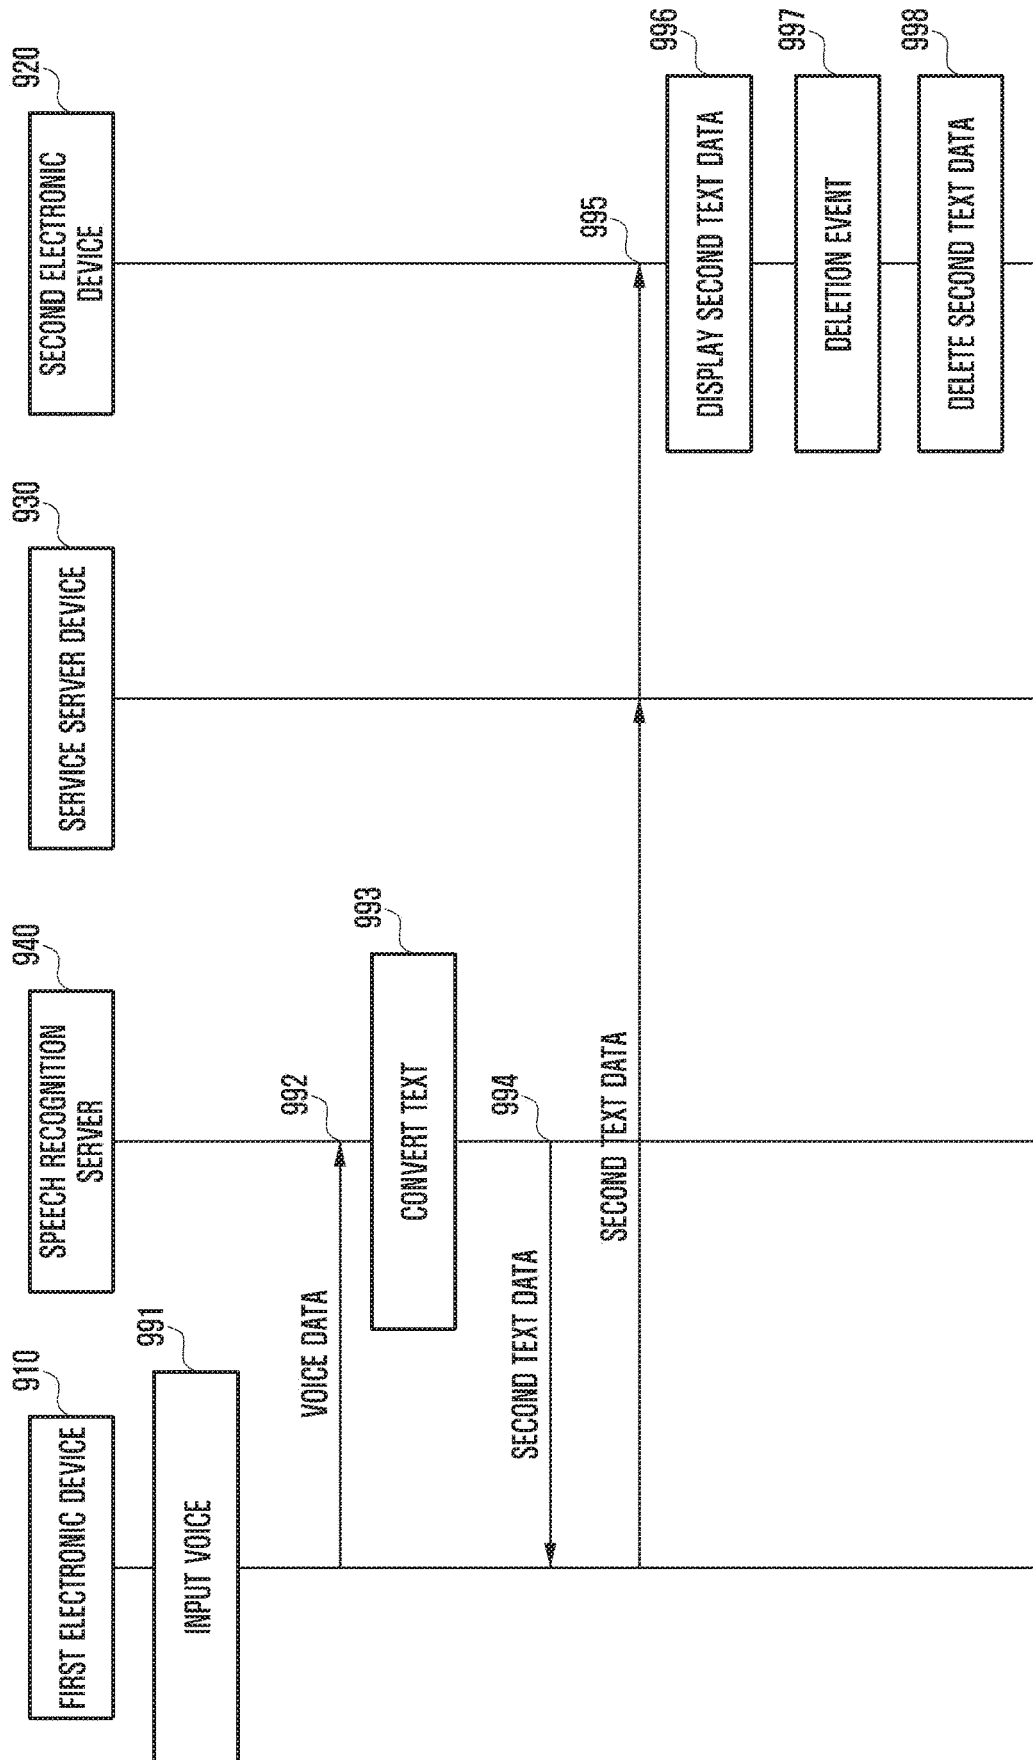 910
FIRST ELECTRONIC DEVICE
940
SPEECH RECOGNITION
SERVER
930
SERVICE SERVER DEVICE
920
SECOND ELECTRONIC
DEVICE
991
INPUT VOICE
992
VOICE DATA
993
CONVERT TEXT
994
SECOND TEXT DATA
995
SECOND TEXT DATA
996
DISPLAY SECOND TEXT DATA
997
DELETION EVENT
998
DELETE SECOND TEXT DATA